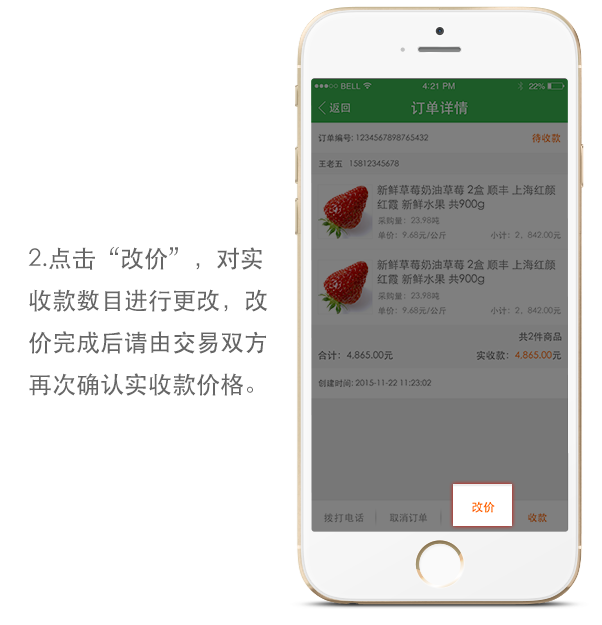 2.点击“改价”，对实
收款数目进行更改，改
价完成后请由交易双方
再次确认实收款价格。
BELL 4:21 PM 22%
返回 订单详情
订单编号: 1234567898765432 待收款
王老五 15812345678
新鲜草莓奶油草莓 2盒 顺丰 上海红颜
红霞 新鲜水果 共900g
采购量：23.98吨
单价：9.68元/公斤 小计：2，842.00元
新鲜草莓奶油草莓 2盒 顺丰 上海红颜
红霞 新鲜水果 共900g
采购量：23.98吨
单价：9.68元/公斤 小计：2，842.00元
共2件商品
合计：4,865.00元 实收款：4,865.00元
创建时间: 2015-11-22 11:23:02
拨打电话 取消订单 改价 收款